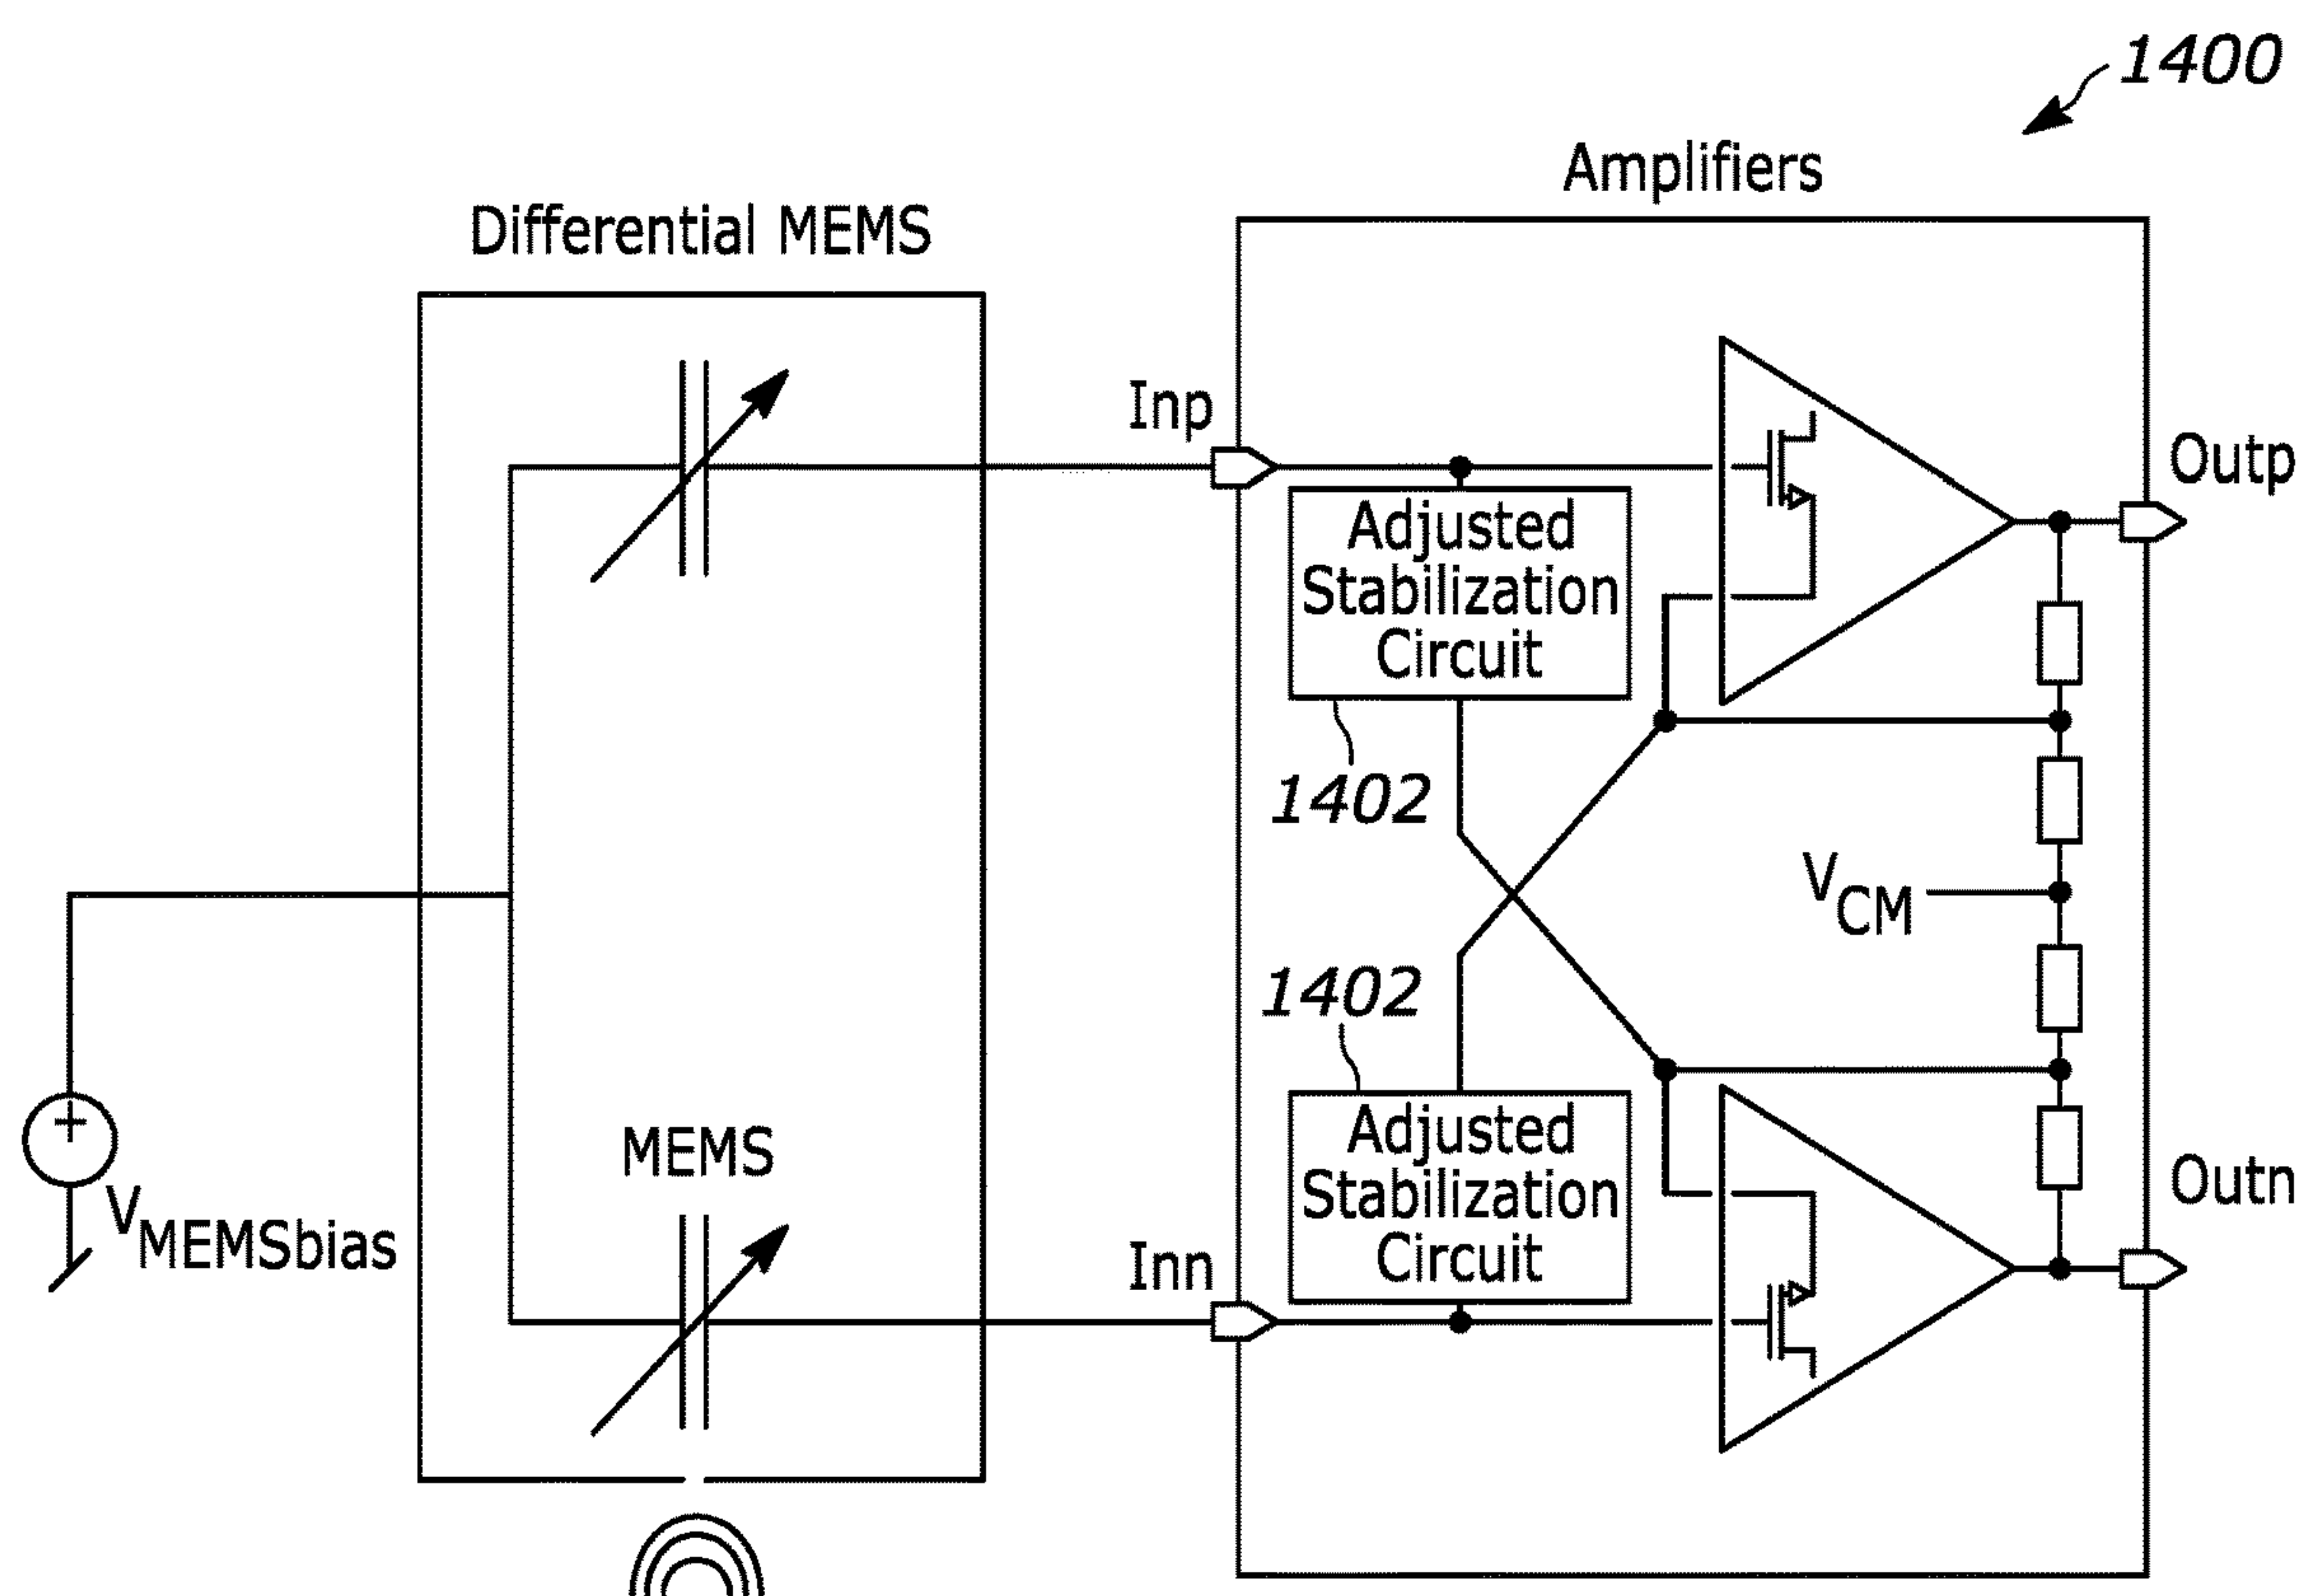 1400
Amplifiers
Differential MEMS
Inp
Outp
Adjusted
Stabilization
Circuit
1402
VCM
1402
Adjusted
Stabilization
Circuit
MEMS
Outn
VMEMSbias
Inn
+